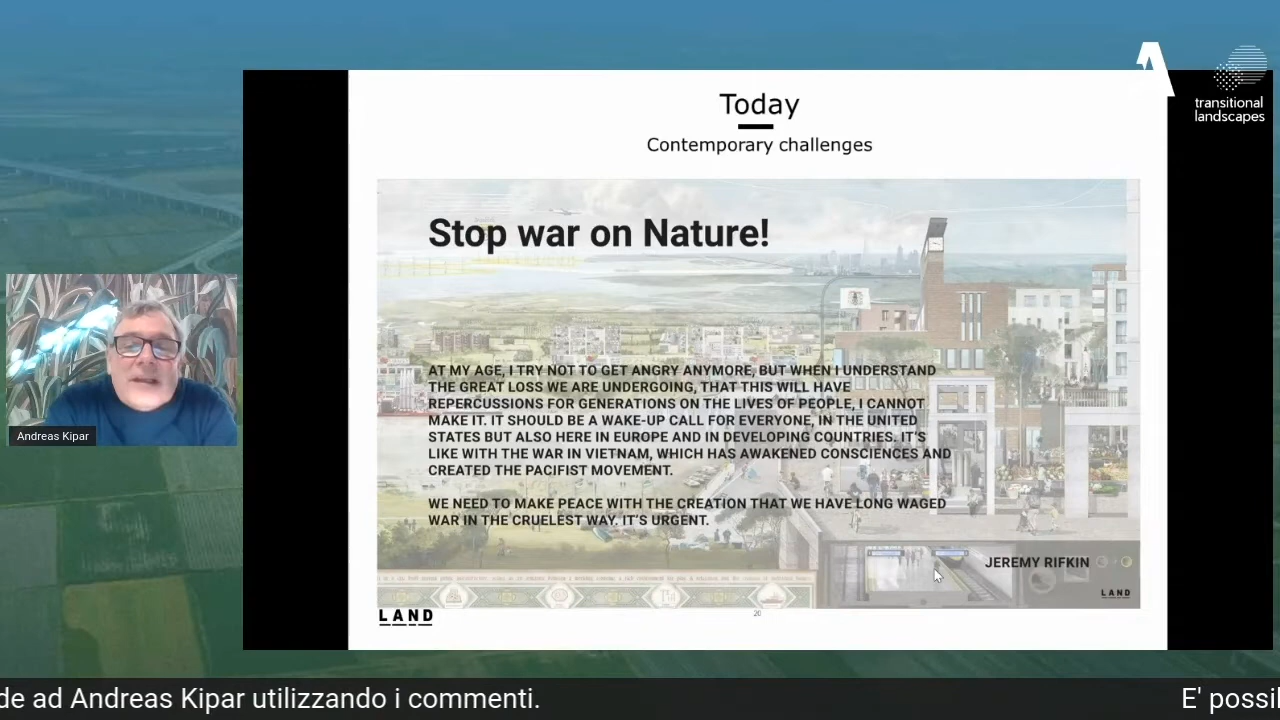 transitional
landscapes
Today
Contemporary challenges
Stop war on Nature!
AT MY AGE, I TRY NOT TO GET ANGRY ANYMORE, BUT WHEN I UNDERSTAND
THE GREAT LOSS WE ARE UNDERGOING, THAT THIS WILL HAVE
REPERCUSSIONS FOR GENERATIONS ON THE LIVES OF PEOPLE, I CANNOT
MAKE IT. IT SHOULD BE A WAKE-UP CALL FOR EVERYONE, IN THE UNITED
STATES BUT ALSO HERE IN EUROPE AND IN DEVELOPING COUNTRIES. IT'S
LIKE WITH THE WAR IN VIETNAM, WHICH HAS AWAKENED CONSCIENCES AND
CREATED THE PACIFIST MOVEMENT.
WE NEED TO MAKE PEACE WITH THE CREATION THAT WE HAVE LONG WAGED
WAR IN THE CRUELEST WAY. IT'S URGENT.
JEREMY RIFKIN
LAND
LAND
20
Andreas Kipar
de ad Andreas Kipar utilizzando i commenti.
E' possi